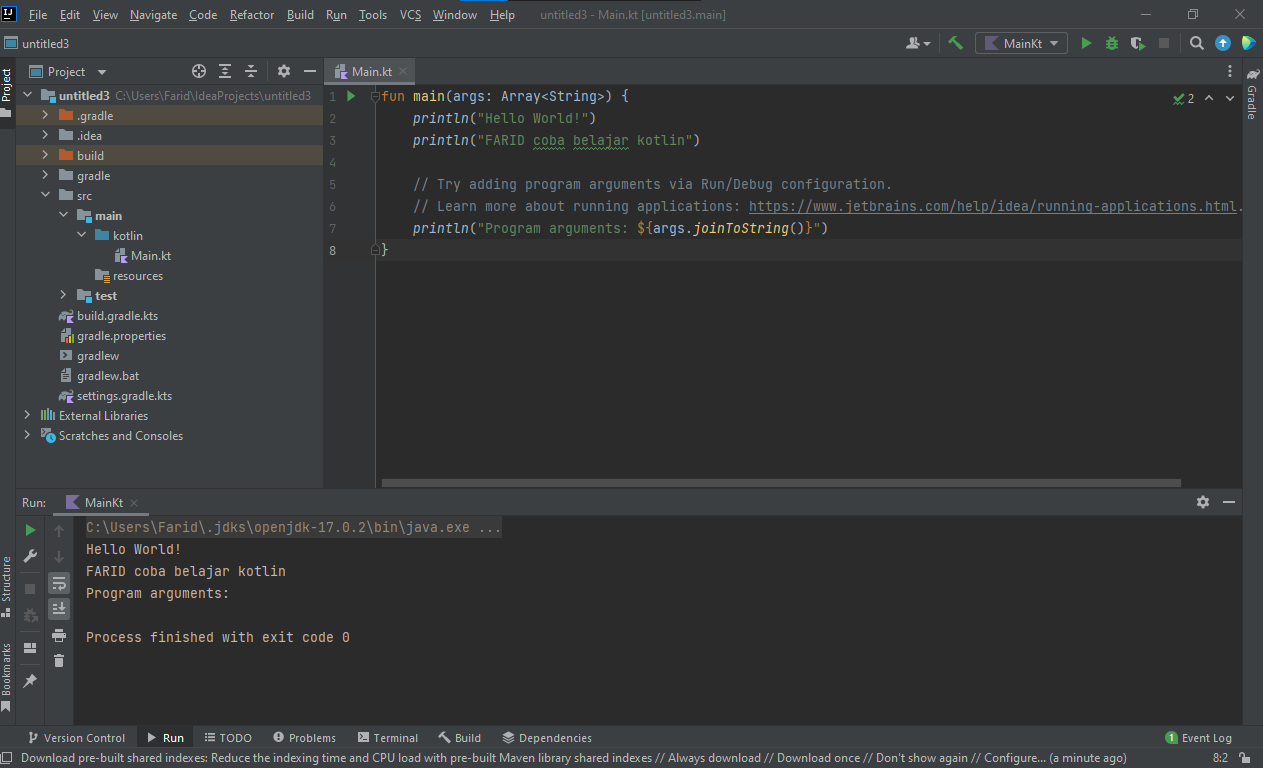 File Edit View Navigate Code Refactor Build Run Tools VCS Window Help untitled3 - Main.kt [untitled3.main]
untitled3
MainKt
Project
Project
Main.kt
Gradle
untitled3 C:\Users\Farid\IdeaProjects\untitled3
.gradle
.idea
build
gradle
src
main
kotlin
Main.kt
resources
test
build.gradle.kts
gradle.properties
gradlew
gradlew.bat
settings.gradle.kts
External Libraries
Scratches and Consoles
2
1 fun main(args: Array<String>) {
2 println("Hello World!")
3 println("FARID coba belajar kotlin")
4
5 // Try adding program arguments via Run/Debug configuration.
6 // Learn more about running applications: https://www.jetbrains.com/help/idea/running-applications.html.
7 println("Program arguments: ${args.joinToString()}")
8 }
Run: MainKt
C:\Users\Farid\.jdks\openjdk-17.0.2\bin\java.exe ...
Hello World!
FARID coba belajar kotlin
Program arguments:
Process finished with exit code 0
Structure
Bookmarks
Version Control Run TODO Problems Terminal Build Dependencies 1 Event Log
Download pre-built shared indexes: Reduce the indexing time and CPU load with pre-built Maven library shared indexes // Always download // Download once // Don't show again // Configure... (a minute ago) 8:2